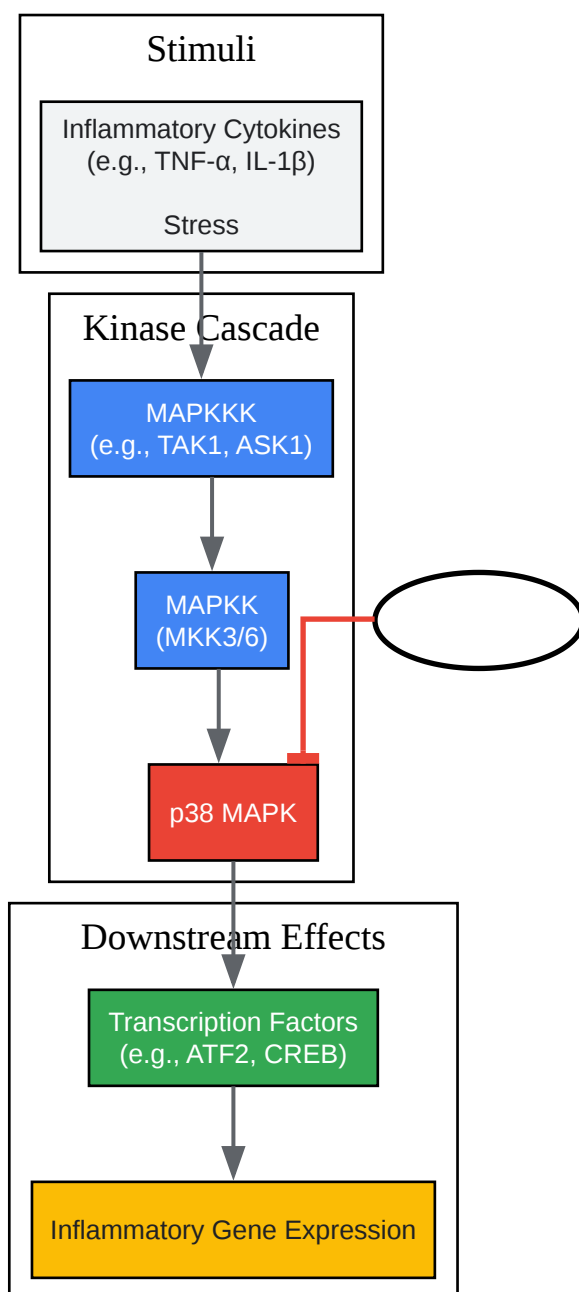 Stimuli
Inflammatory Cytokines
(e.g., TNF-α, IL-1β)
Stress
Kinase Cascade
MAPKKK
(e.g., TAK1, ASK1)
MAPKK
(MKK3/6)
p38 MAPK
Downstream Effects
Transcription Factors
(e.g., ATF2, CREB)
Inflammatory Gene Expression